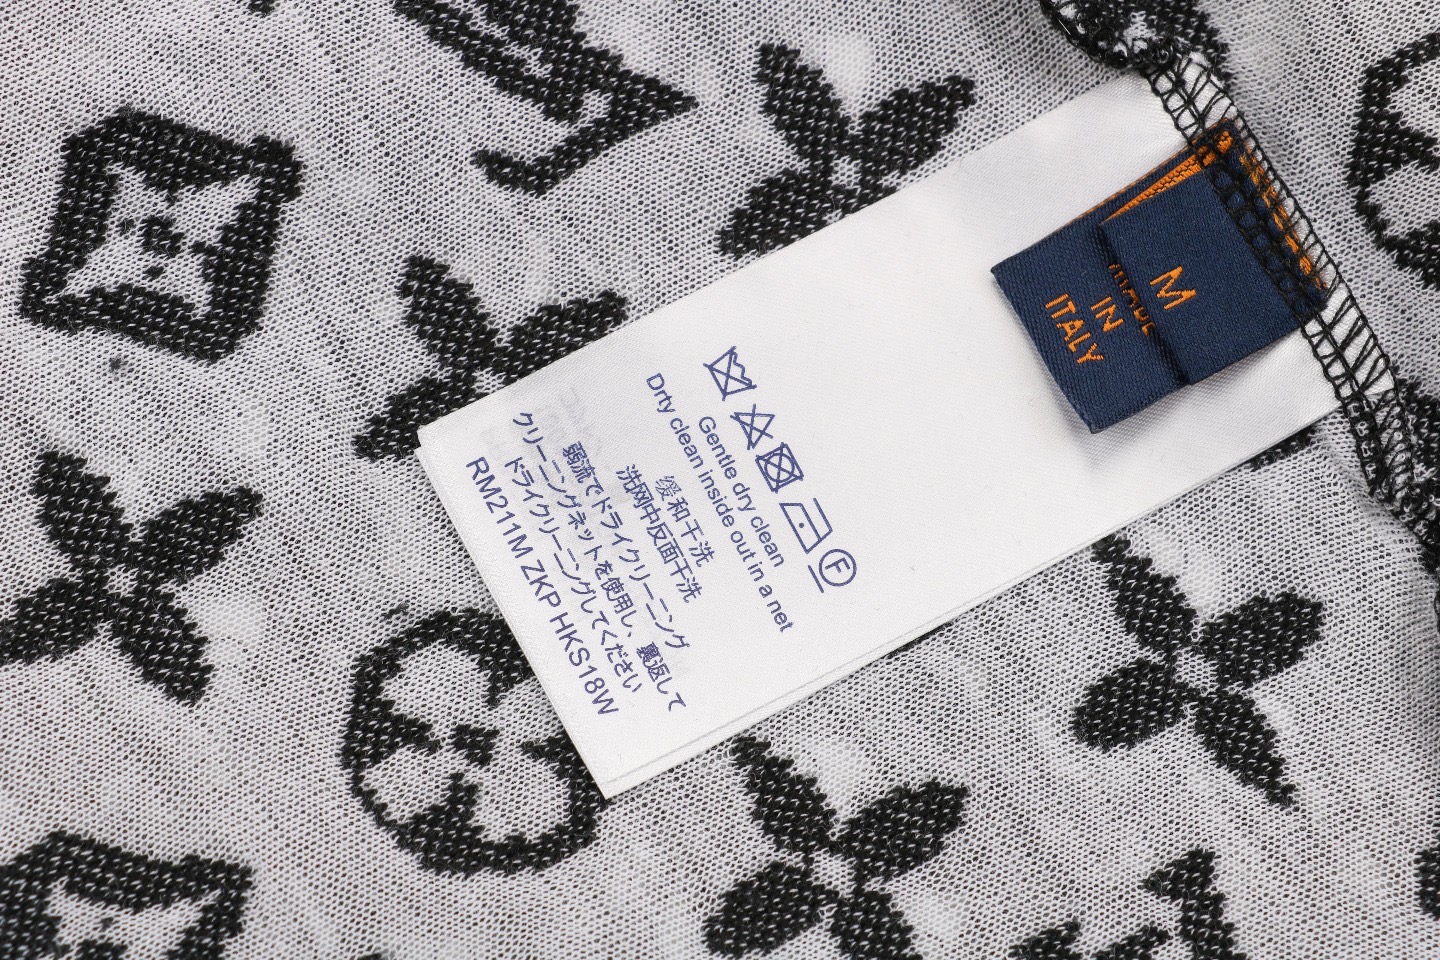 M
MADE
IN
ITALY
F
Gentle dry clean
Drty clean inside out in a net
缓和干洗
洗网中反面干洗
弱流でドライクリーニング
クリーニングネットを使用し、裏返して
ドライクリーニングしてください
RM211M ZKP HKS18W